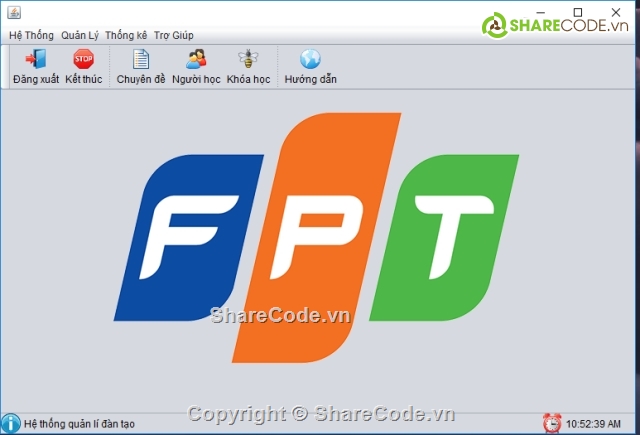 SHARECODE.vn
Hệ Thống Quản Lý Thống kê Trợ Giúp
STOP
Đăng xuất Kết thúc Chuyên đề Người học Khóa học Hướng dẫn
FPT
ShareCode.vn
Copyright © ShareCode.vn
Hệ thống quản lí đàn tạo 10:52:39 AM